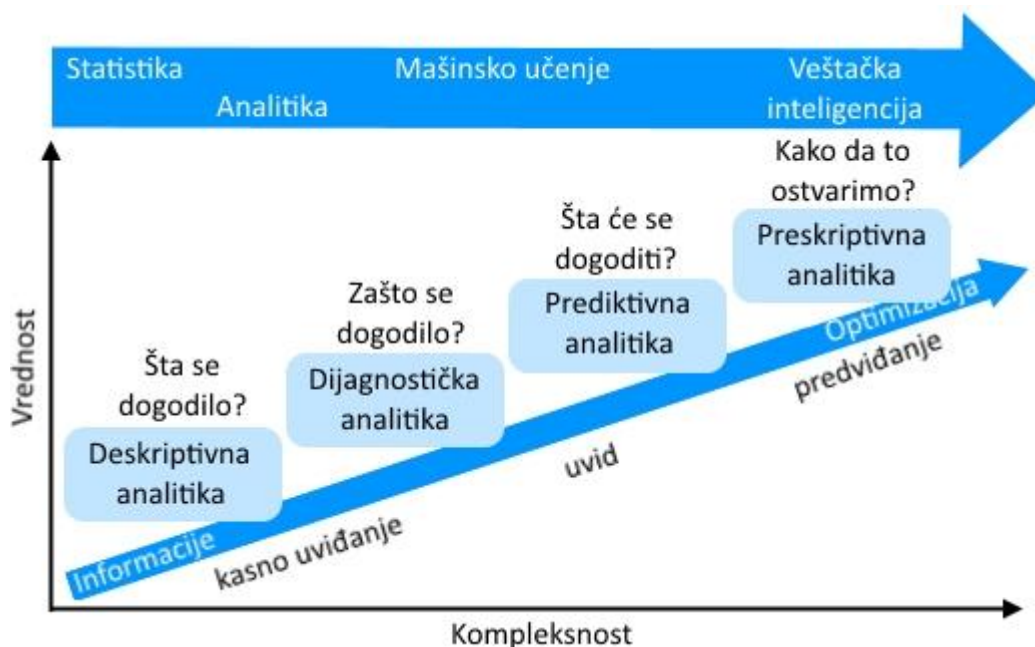 Statistika
Mašinsko učenje
Veštačka
Analitika
inteligencija
Kako da to
ostvarimo?
Preskriptivna
analitika
Šta će se
dogoditi?
Prediktivna
analitika
Zašto se
dogodilo?
Dijagnostička
analitika
Šta se
dogodilo?
Deskriptivna
analitika
Vrednost
Informacije
Optimizacija
kasno uviđanje
uvid
predviđanje
Kompleksnost